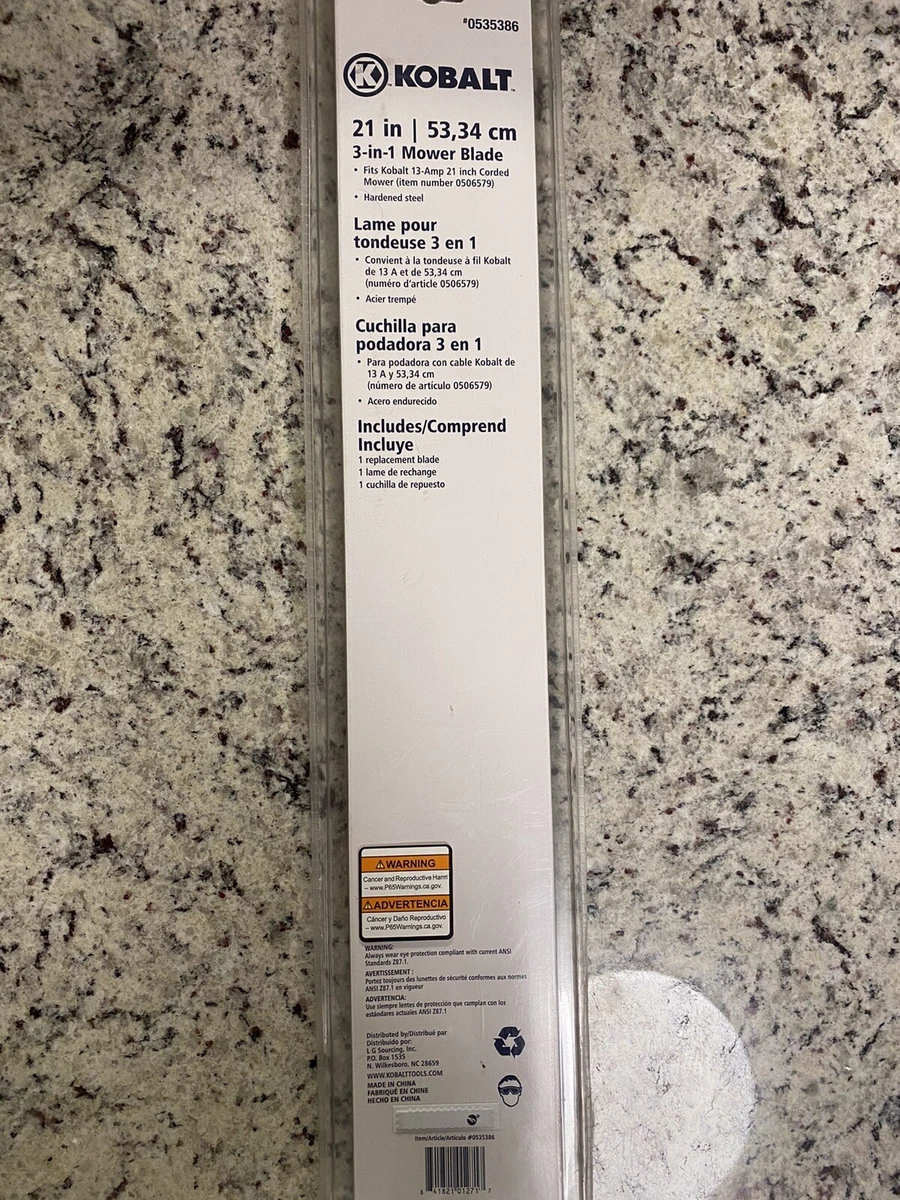 #0535386
K KOBALT™
21 in | 53,34 cm
3-in-1 Mower Blade
• Fits Kobalt 13-Amp 21 inch Corded
Mower (item number 0506579)
• Hardened steel
Lame pour
tondeuse 3 en 1
• Convient à la tondeuse à fil Kobalt
de 13 A et de 53,34 cm
(numéro d'article 0506579)
• Acier trempé
Cuchilla para
podadora 3 en 1
• Para podadora con cable Kobalt de
13 A y 53,34 cm
(número de artículo 0506579)
• Acero endurecido
Includes/Comprend
Incluye
1 replacement blade
1 lame de rechange
1 cuchilla de repuesto
⚠WARNING
Cancer and Reproductive Harm
– www.P65Warnings.ca.gov.
⚠ADVERTENCIA
Cáncer y Daño Reproductivo
– www.P65Warnings.ca.gov.
WARNING:
Always wear eye protection compliant with current ANSI
Standards Z87.1.
AVERTISSEMENT :
Portez toujours des lunettes de sécurité conformes aux normes
ANSI Z87.1 en vigueur
ADVERTENCIA:
Use siempre lentes de protección que cumplan con los
estándares actuales ANSI Z87.1
Distributed by/Distribué par
Distribuido por:
L G Sourcing, Inc.
P.O. Box 1535
N. Wilkesboro, NC 28659
WWW.KOBALTTOOLS.COM
MADE IN CHINA
FABRIQUÉ EN CHINE
HECHO EN CHINA
Item/Article/Artículo #0535386
8 41821 01271 7